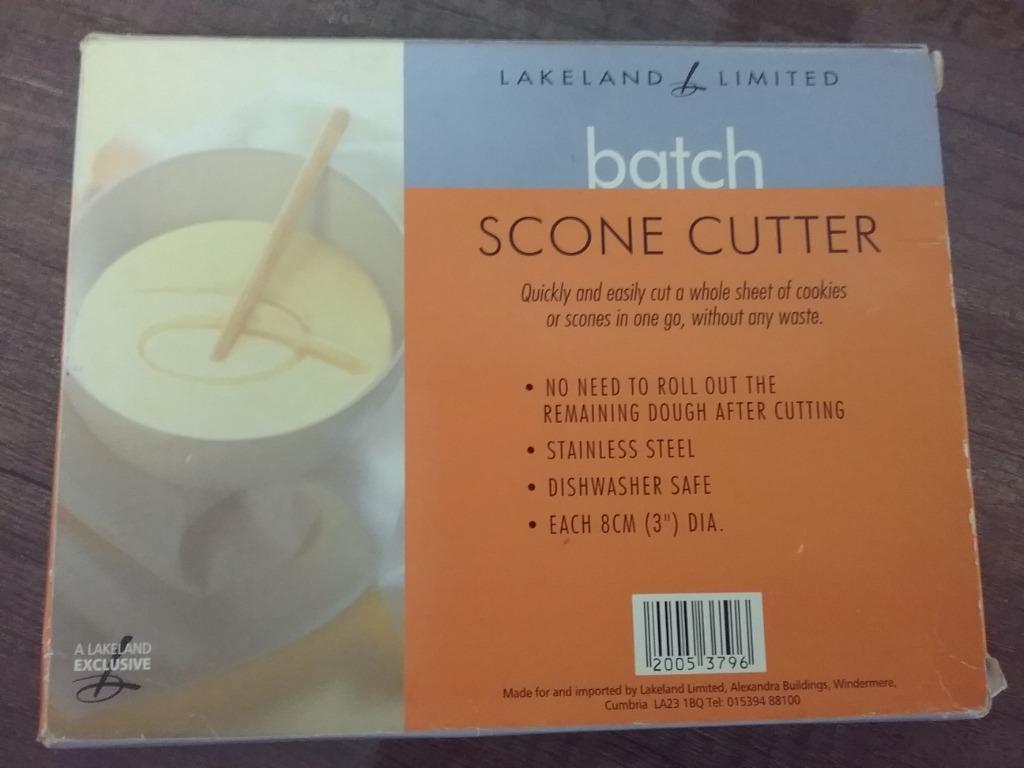 LAKELAND LIMITED
batch
SCONE CUTTER
Quickly and easily cut a whole sheet of cookies
or scones in one go, without any waste.
• NO NEED TO ROLL OUT THE
REMAINING DOUGH AFTER CUTTING
• STAINLESS STEEL
• DISHWASHER SAFE
• EACH 8CM (3") DIA.
2005 3796
Made for and imported by Lakeland Limited, Alexandra Buildings, Windermere,
Cumbria LA23 1BQ Tel: 015394 88100
A LAKELAND
EXCLUSIVE